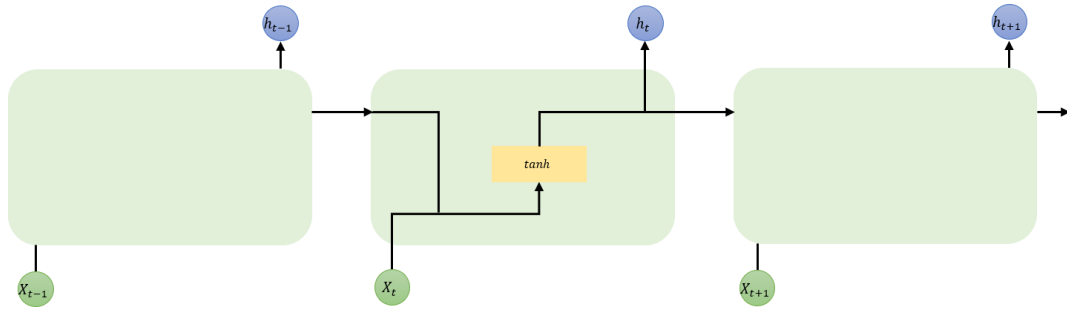 h_{t-1}
h_t
h_{t+1}
tanh
X_{t-1}
X_t
X_{t+1}